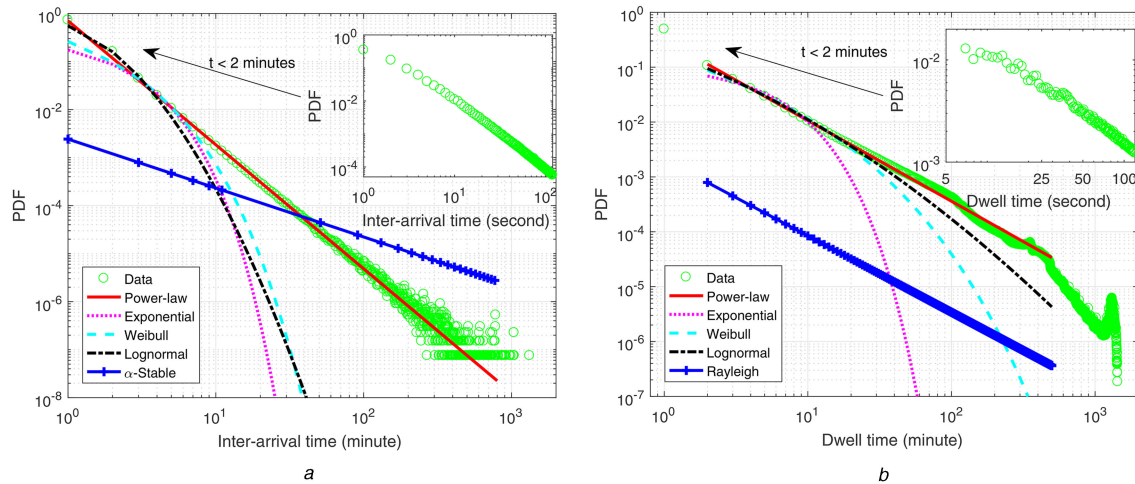 10^0
10^-2
10^-4
10^-6
10^-8
PDF
10^0
10^1
10^2
10^3
Inter-arrival time (minute)
t < 2 minutes
Data
Power-law
Exponential
Weibull
Lognormal
α-Stable
10^0
10^-2
10^-4
PDF
10^0
10^1
10^2
Inter-arrival time (second)
a
10^0
10^-1
10^-2
10^-3
10^-4
10^-5
10^-6
10^-7
PDF
10^0
10^1
10^2
10^3
Dwell time (minute)
t < 2 minutes
Data
Power-law
Exponential
Weibull
Lognormal
Rayleigh
10^-2
10^-3
PDF
5
25
50
100
Dwell time (second)
b